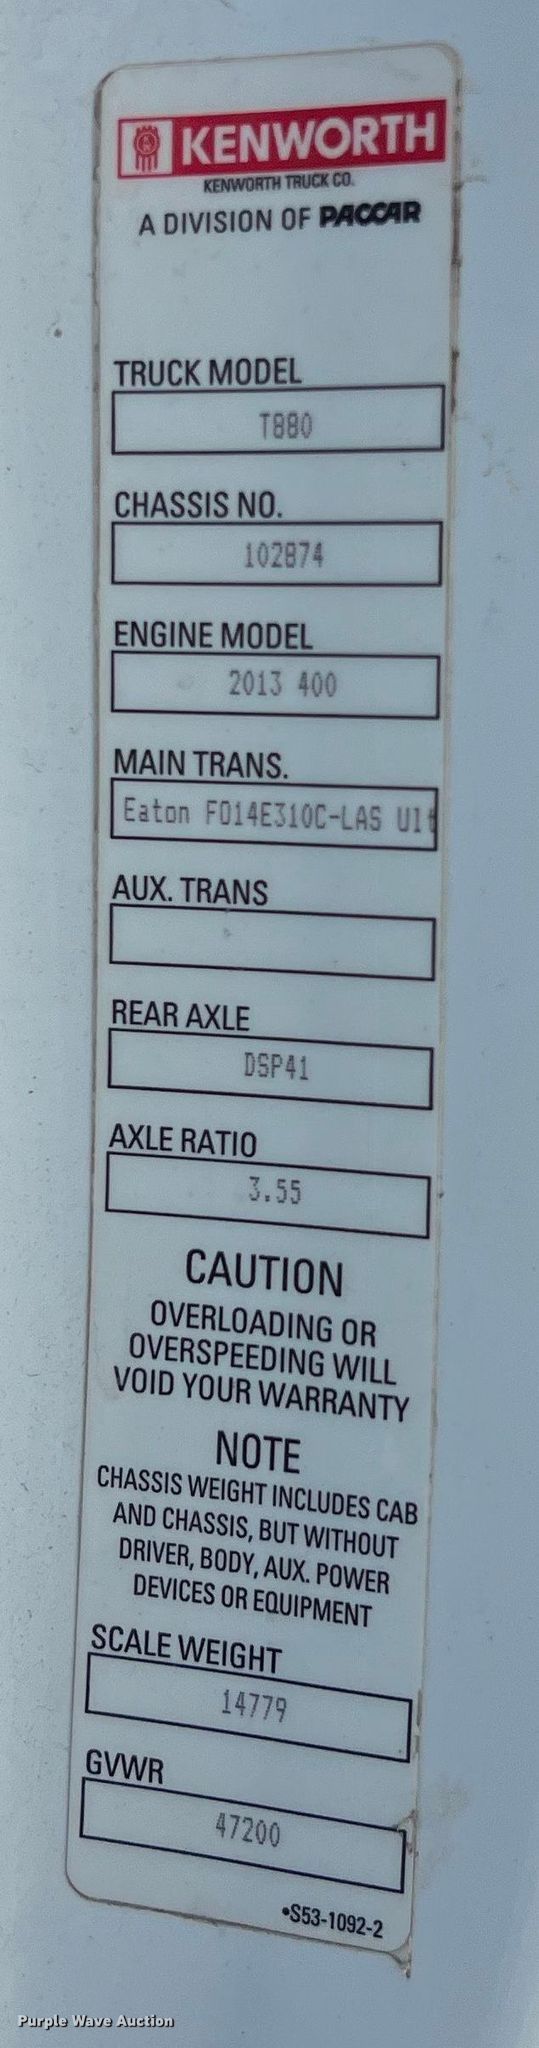 KENWORTH
KENWORTH TRUCK CO.
A DIVISION OF PACCAR
TRUCK MODEL
T880
CHASSIS NO.
102874
ENGINE MODEL
2013 400
MAIN TRANS.
Eaton FO14E310C-LAS Ult
AUX. TRANS
REAR AXLE
DSP41
AXLE RATIO
3.55
CAUTION
OVERLOADING OR
OVERSPEEDING WILL
VOID YOUR WARRANTY
NOTE
CHASSIS WEIGHT INCLUDES CAB
AND CHASSIS, BUT WITHOUT
DRIVER, BODY, AUX. POWER
DEVICES OR EQUIPMENT
SCALE WEIGHT
14779
GVWR
47200
•S53-1092-2
Purple Wave Auction